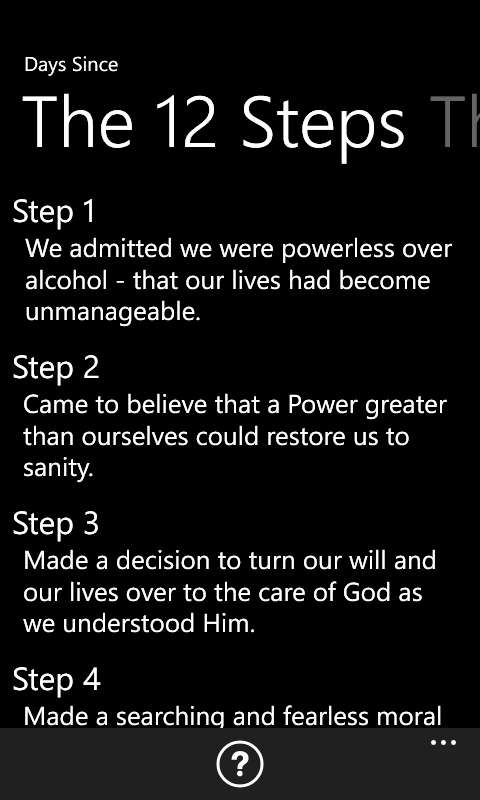 Days Since
The 12 Steps Th
Step 1
We admitted we were powerless over
alcohol - that our lives had become
unmanageable.
Step 2
Came to believe that a Power greater
than ourselves could restore us to
sanity.
Step 3
Made a decision to turn our will and
our lives over to the care of God as
we understood Him.
Step 4
Made a searching and fearless moral
?